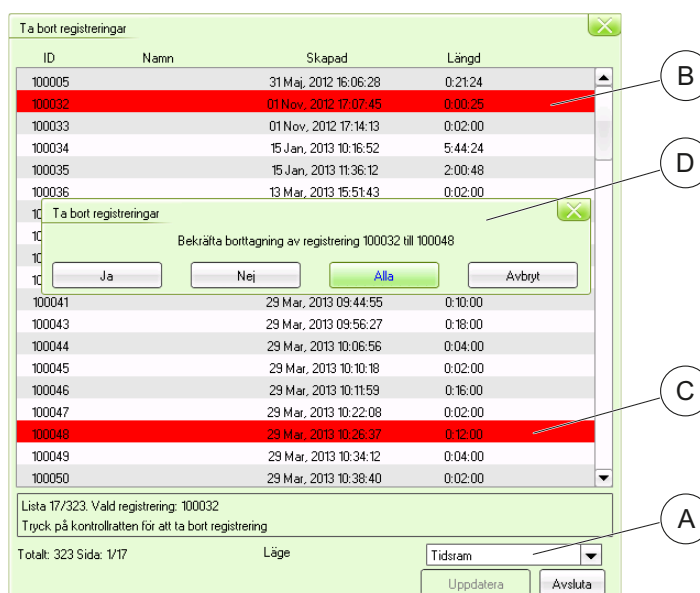 Ta bort registreringar
ID Namn Skapad Längd
100005 31 Maj, 2012 16:06:28 0:21:24
100032 01 Nov, 2012 17:07:45 0:00:25
B
100033 01 Nov, 2012 17:14:13 0:02:00
100034 15 Jan, 2013 10:16:52 5:44:24
100035 15 Jan, 2013 11:36:12 2:00:48
D
100036 13 Mar, 2013 15:51:43 0:02:00
Ta bort registreringar
Bekräfta borttagning av registrering 100032 till 100048
Ja Nej Alla Avbryt
100041 29 Mar, 2013 09:44:55 0:10:00
100043 29 Mar, 2013 09:56:27 0:18:00
100044 29 Mar, 2013 10:06:56 0:04:00
100045 29 Mar, 2013 10:10:18 0:02:00
100046 29 Mar, 2013 10:11:59 0:16:00
C
100047 29 Mar, 2013 10:22:08 0:02:00
100048 29 Mar, 2013 10:26:37 0:12:00
100049 29 Mar, 2013 10:34:12 0:04:00
100050 29 Mar, 2013 10:38:40 0:02:00
Lista 17/323. Vald registrering: 100032
Tryck på kontrollratten för att ta bort registrering
A
Totalt: 323 Sida: 1/17 Läge Tidsram
Uppdatera Avsluta